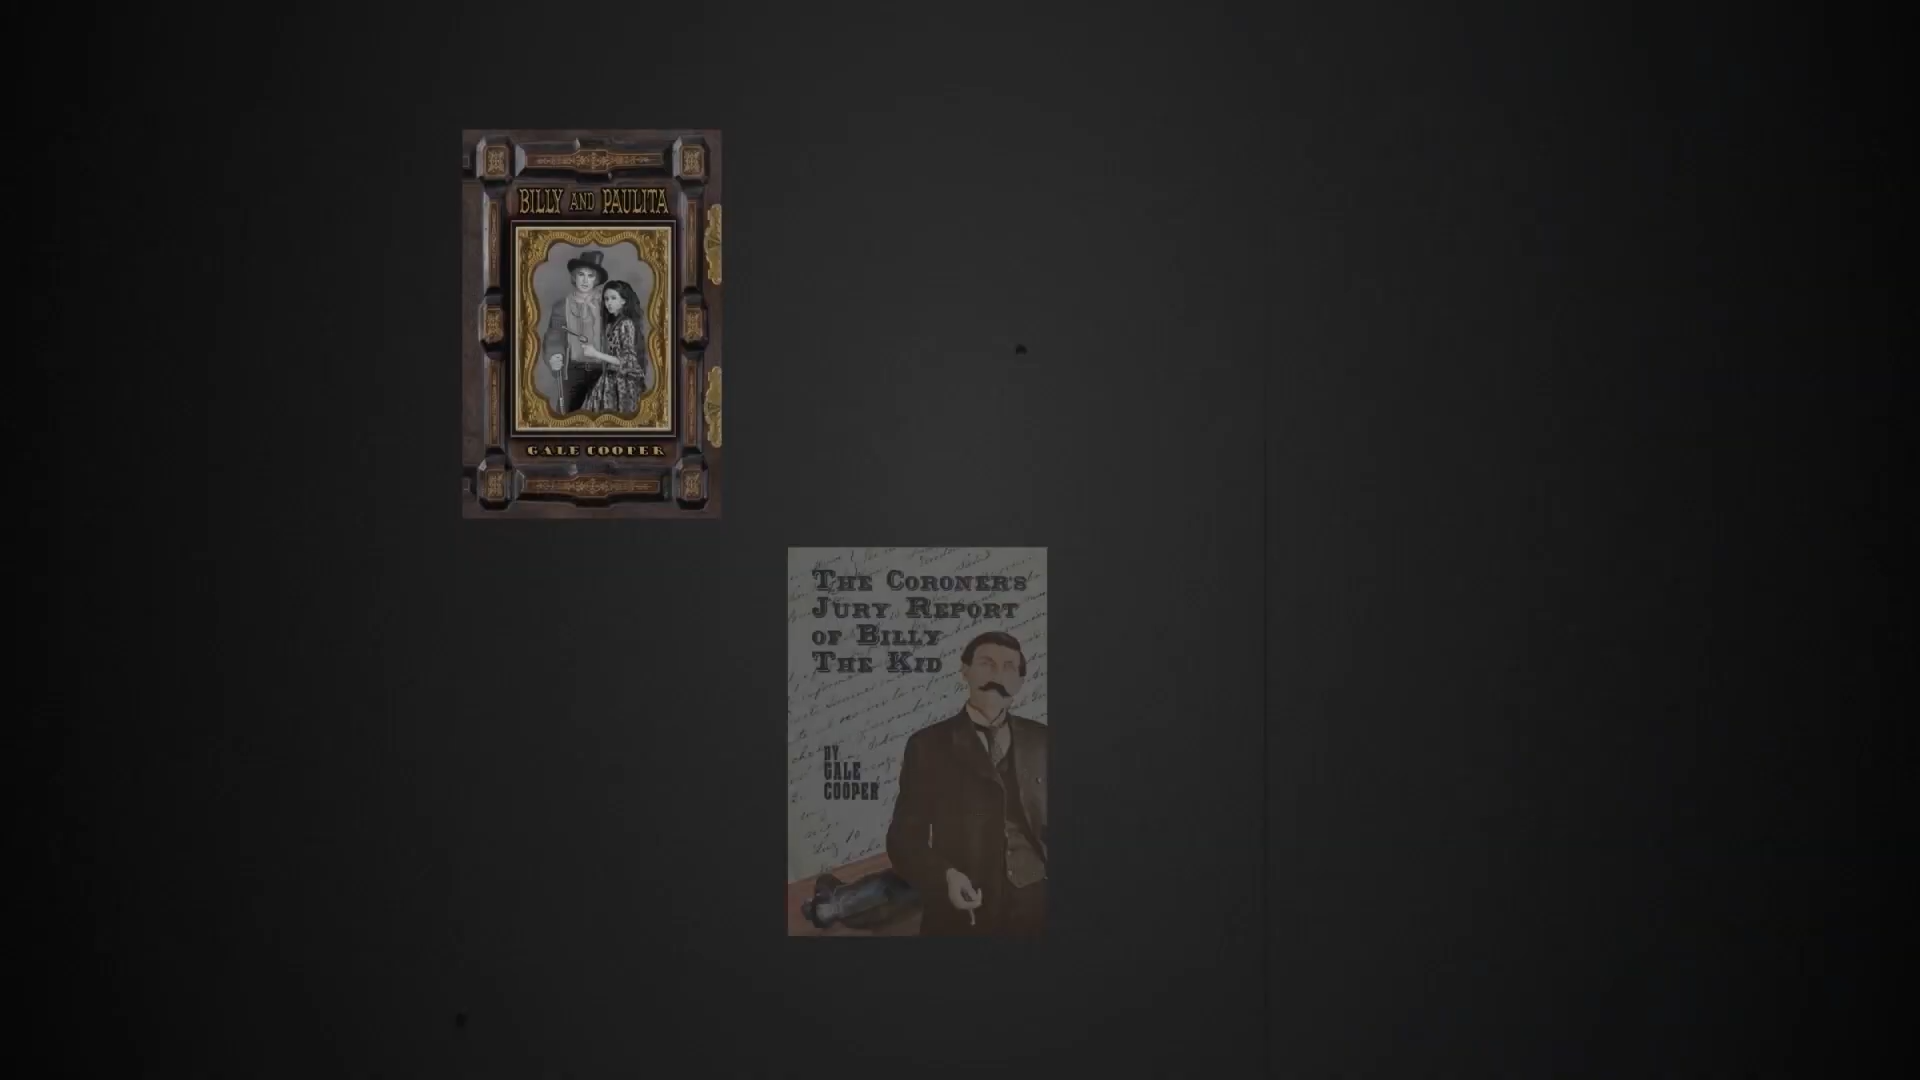 BILLY AND PAULITA
GALE COOPER
THE CORONER'S
JURY REPORT
OF BILLY
THE KID
BY
GALE
COOPER